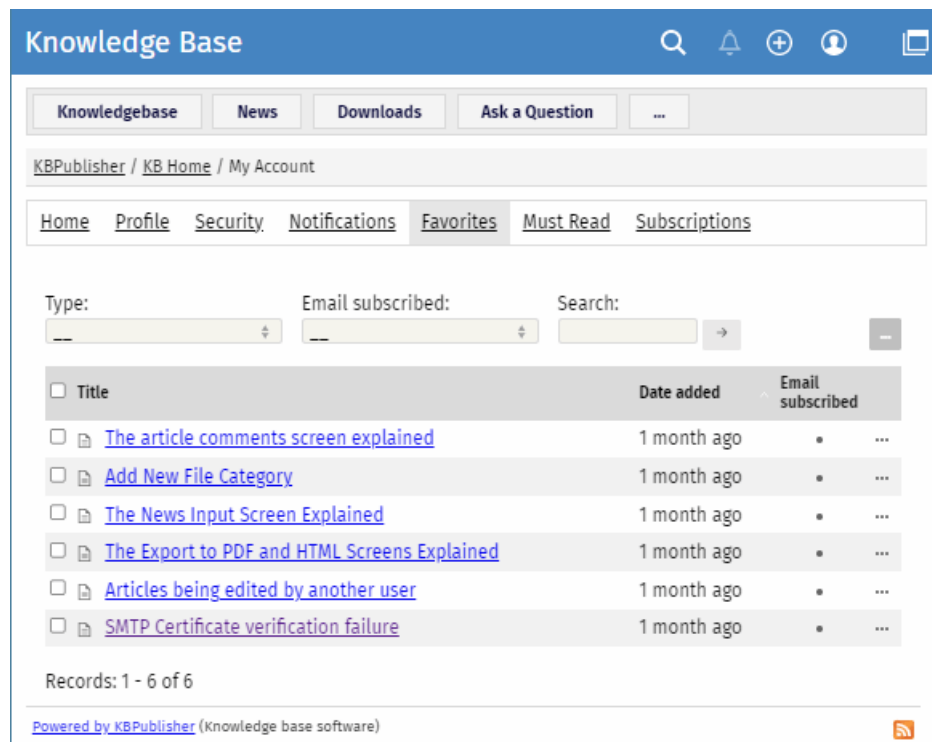 Knowledge Base
Knowledgebase News Downloads Ask a Question ...
KBPublisher / KB Home / My Account
Home Profile Security Notifications Favorites Must Read Subscriptions
Type: Email subscribed: Search:
__ __ →
...
Title Date added Email subscribed
The article comments screen explained 1 month ago • ...
Add New File Category 1 month ago • ...
The News Input Screen Explained 1 month ago • ...
The Export to PDF and HTML Screens Explained 1 month ago • ...
Articles being edited by another user 1 month ago • ...
SMTP Certificate verification failure 1 month ago • ...
Records: 1 - 6 of 6
Powered by KBPublisher (Knowledge base software)